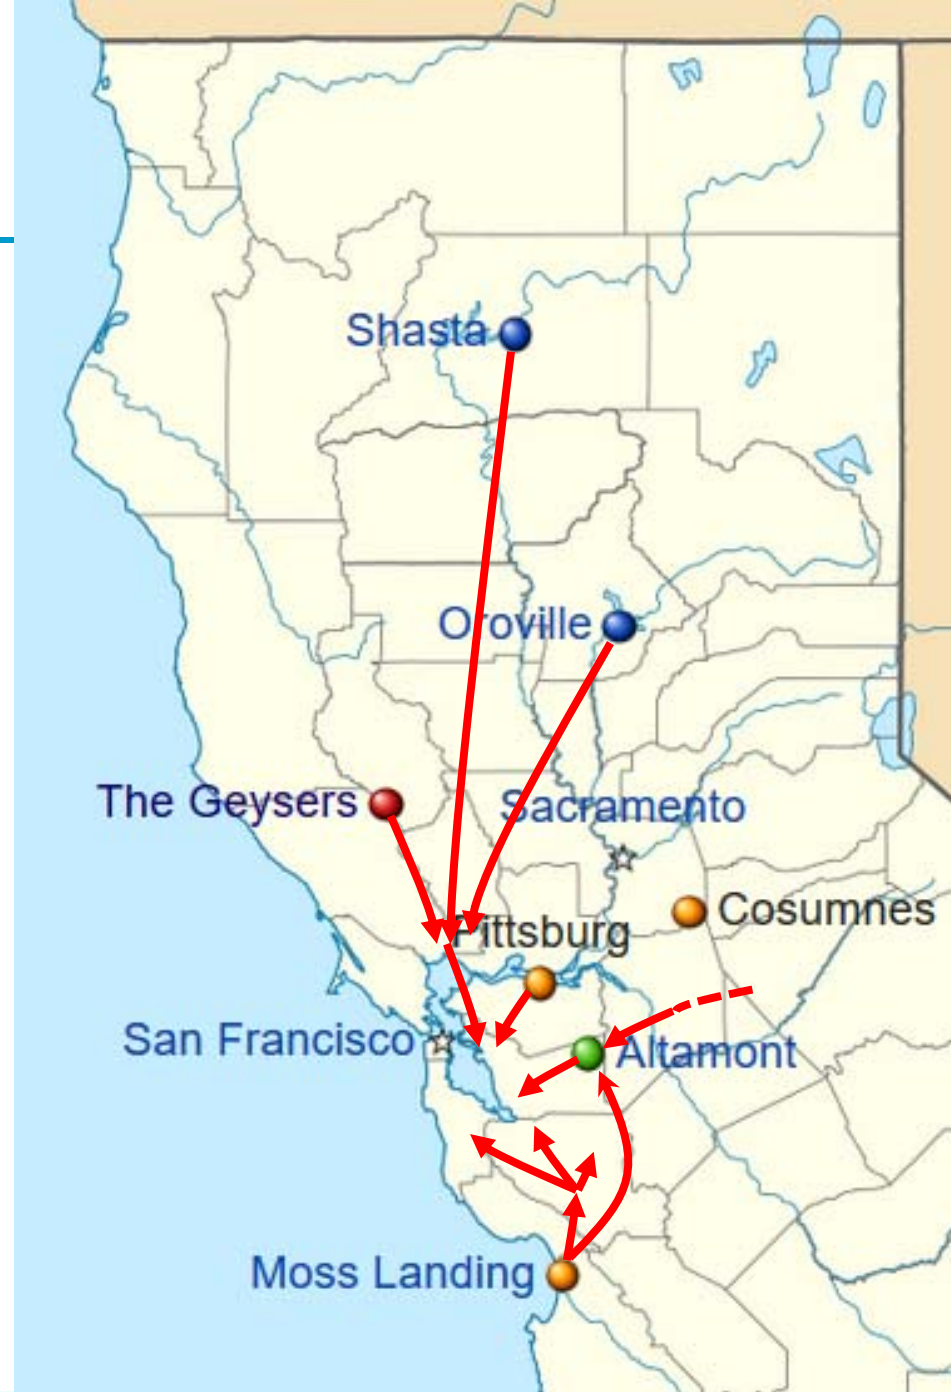 Shasta
Oroville
The Geysers
Sacramento
Cosumnes
Pittsburg
San Francisco
Altamont
Moss Landing